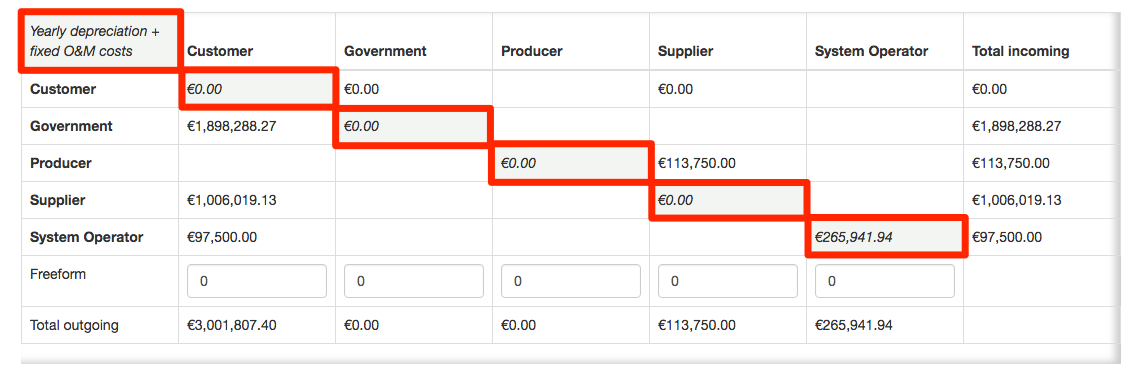 Yearly depreciation +
fixed O&M costs Customer Government Producer Supplier System Operator Total incoming
Customer €0.00 €0.00 €0.00 €0.00
Government €1,898,288.27 €0.00 €1,898,288.27
Producer €0.00 €113,750.00 €113,750.00
Supplier €1,006,019.13 €0.00 €1,006,019.13
System Operator €97,500.00 €265,941.94 €97,500.00
Freeform 0 0 0 0 0
Total outgoing €3,001,807.40 €0.00 €0.00 €113,750.00 €265,941.94